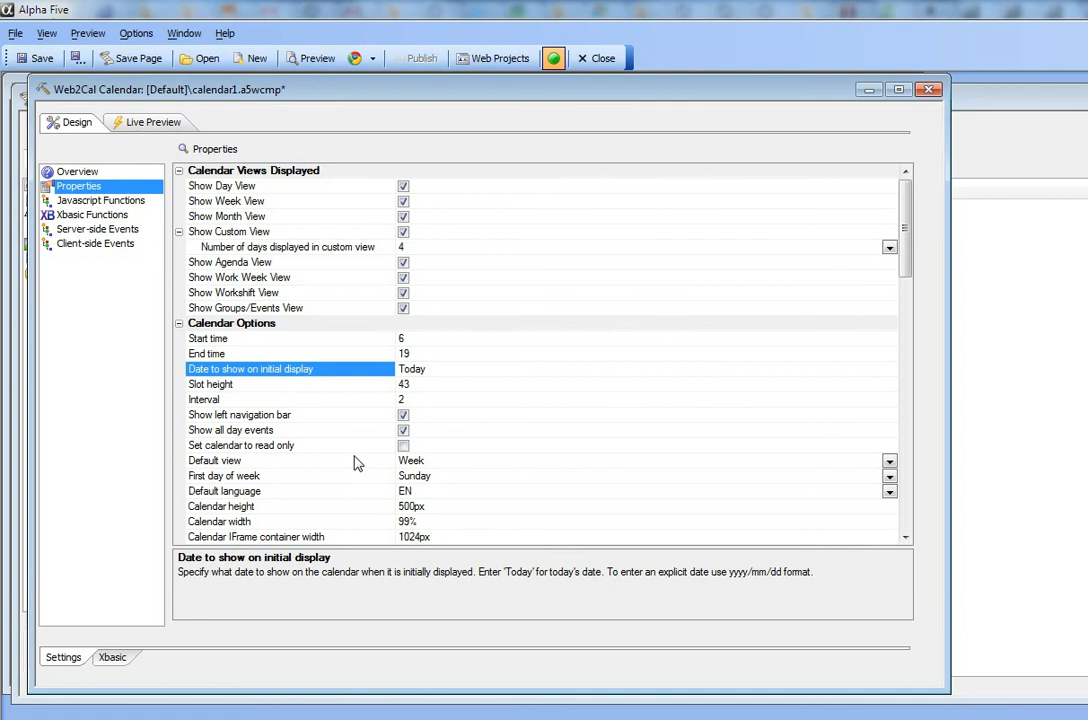 Alpha Five
File View Preview Options Window Help
Save Save Page Open New Preview Publish Web Projects Close
Web2Cal Calendar: [Default]\calendar1.a5wcmp*
Design Live Preview
Properties
Overview
Properties
Javascript Functions
Xbasic Functions
Server-side Events
Client-side Events
Calendar Views Displayed
Show Day View
Show Week View
Show Month View
Show Custom View
Number of days displayed in custom view 4
Show Agenda View
Show Work Week View
Show Workshift View
Show Groups/Events View
Calendar Options
Start time 6
End time 19
Date to show on initial display Today
Slot height 43
Interval 2
Show left navigation bar
Show all day events
Set calendar to read only
Default view Week
First day of week Sunday
Default language EN
Calendar height 500px
Calendar width 99%
Calendar IFrame container width 1024px
Date to show on initial display
Specify what date to show on the calendar when it is initially displayed. Enter 'Today' for today's date. To enter an explicit date use yyyy/mm/dd format.
Settings Xbasic